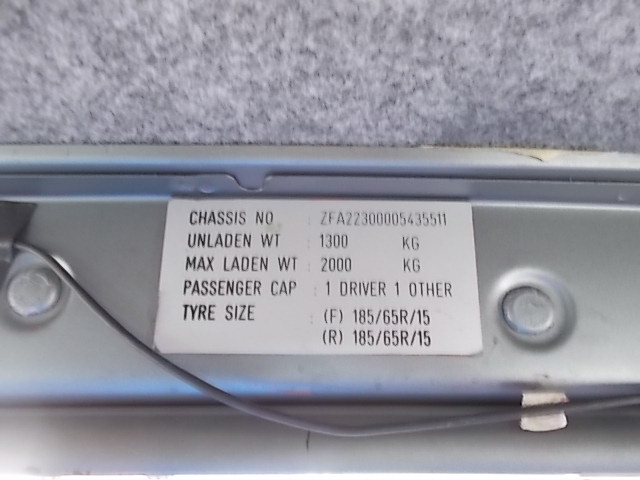 CHASSIS NO : ZFA22300005435511
UNLADEN WT : 1300 KG
MAX LADEN WT : 2000 KG
PASSENGER CAP : 1 DRIVER 1 OTHER
TYRE SIZE : (F) 185/65R/15
(R) 185/65R/15